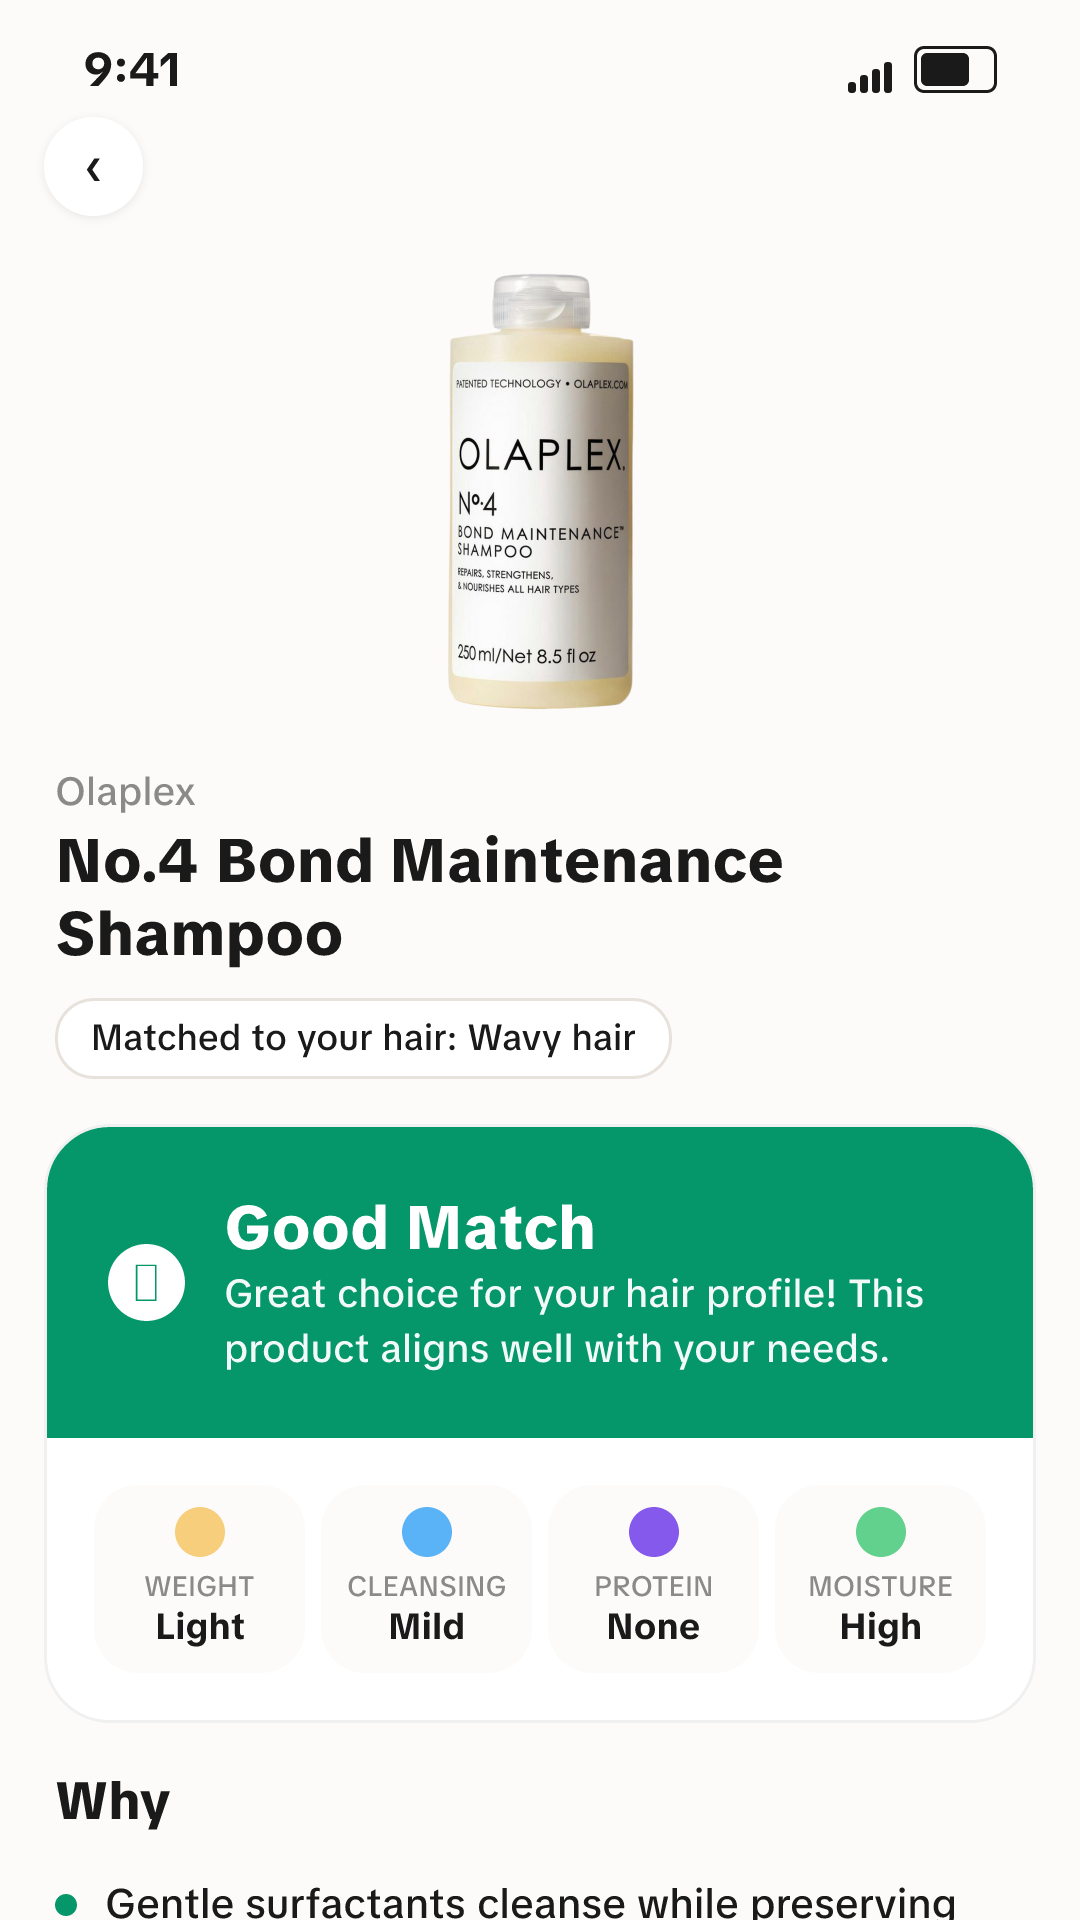 9:41
PATENTED TECHNOLOGY • OLAPLEX.COM
OLAPLEX.
Nº.4
BOND MAINTENANCE™
SHAMPOO
REPAIRS, STRENGTHENS,
& NOURISHES ALL HAIR TYPES
250 ml/Net 8.5 fl oz
Olaplex
No.4 Bond Maintenance
Shampoo
Matched to your hair: Wavy hair
Good Match
Great choice for your hair profile! This
product aligns well with your needs.
WEIGHT
Light
CLEANSING
Mild
PROTEIN
None
MOISTURE
High
Why
Gentle surfactants cleanse while preserving